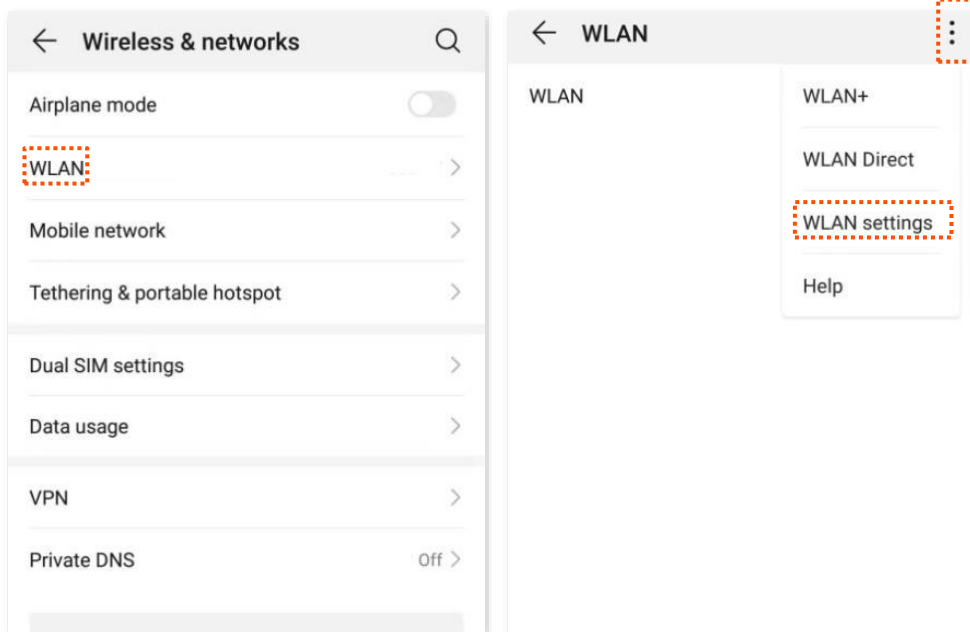 Wireless & networks
Airplane mode
WLAN
Mobile network
Tethering & portable hotspot
Dual SIM settings
Data usage
VPN
Private DNS
Off
WLAN
WLAN
WLAN+
WLAN Direct
WLAN settings
Help